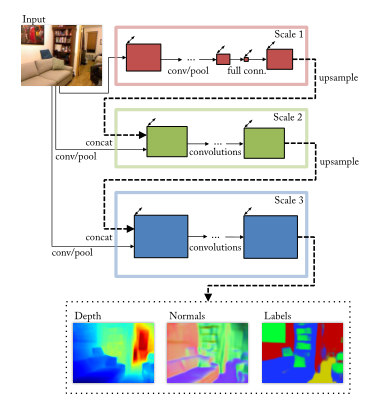 Input
Scale 1
conv/pool
full conn.
upsample
Scale 2
concat
convolutions
conv/pool
upsample
Scale 3
concat
convolutions
conv/pool
Depth
Normals
Labels